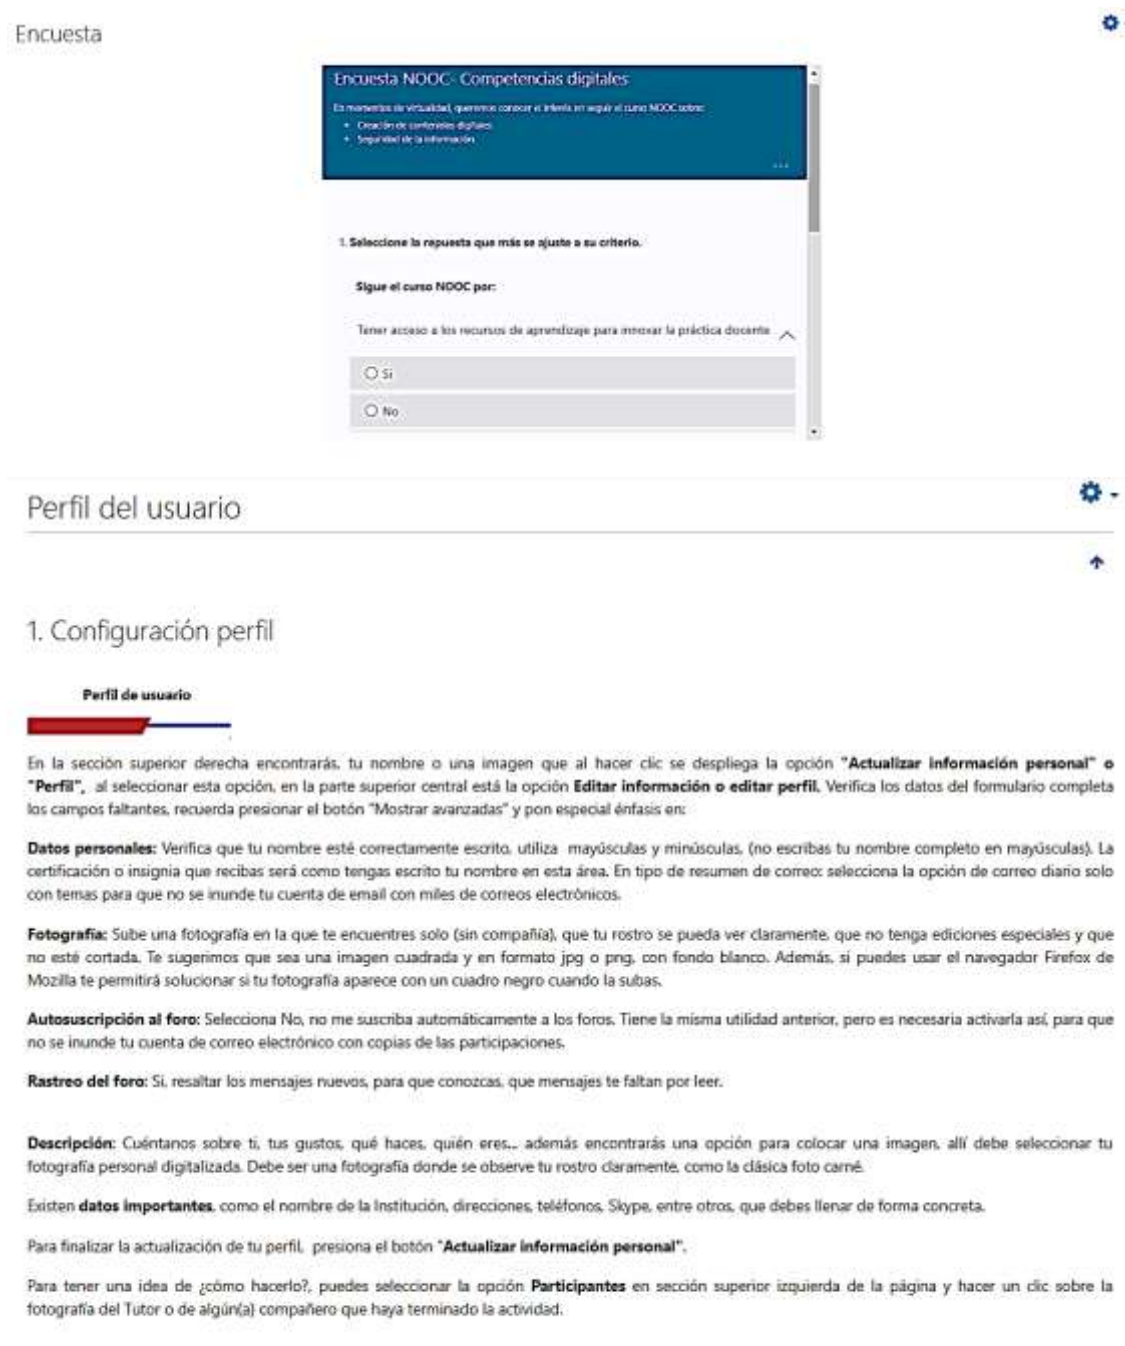 Encuesta
Encuesta NOOC- Competencias digitales
En momentos de virtualidad, queremos conocer el interés en seguir el curso NOOC sobre:
• Creación de contenidos digitales
• Seguridad de la información
...
1. Seleccione la repuesta que más se ajuste a su criterio.
Sigue el curso NOOC por:
Tener acceso a los recursos de aprendizaje para innovar la práctica docente
Si
No
Perfil del usuario
1. Configuración perfil
Perfil de usuario
En la sección superior derecha encontrarás, tu nombre o una imagen que al hacer clic se despliega la opción "Actualizar información personal" o
"Perfil", al seleccionar esta opción, en la parte superior central está la opción Editar información o editar perfil. Verifica los datos del formulario completa
los campos faltantes, recuerda presionar el botón "Mostrar avanzadas" y pon especial énfasis en:
Datos personales: Verifica que tu nombre esté correctamente escrito, utiliza mayúsculas y minúsculas, (no escribas tu nombre completo en mayúsculas). La
certificación o insignia que recibas será como tengas escrito tu nombre en esta área. En tipo de resumen de correo: selecciona la opción de correo diario solo
con temas para que no se inunde tu cuenta de email con miles de correos electrónicos.
Fotografía: Sube una fotografía en la que te encuentres solo (sin compañía), que tu rostro se pueda ver claramente, que no tenga ediciones especiales y que
no esté cortada. Te sugerimos que sea una imagen cuadrada y en formato jpg o png, con fondo blanco. Además, si puedes usar el navegador Firefox de
Mozilla te permitirá solucionar si tu fotografía aparece con un cuadro negro cuando la subas.
Autosuscripción al foro: Selecciona No, no me suscriba automáticamente a los foros. Tiene la misma utilidad anterior, pero es necesaria activarla así, para que
no se inunde tu cuenta de correo electrónico con copias de las participaciones.
Rastreo del foro: Sí, resaltar los mensajes nuevos, para que conozcas, que mensajes te faltan por leer.
Descripción: Cuéntanos sobre ti, tus gustos, qué haces, quién eres... además encontrarás una opción para colocar una imagen, allí debe seleccionar tu
fotografía personal digitalizada. Debe ser una fotografía donde se observe tu rostro claramente, como la clásica foto carné.
Existen datos importantes, como el nombre de la Institución, direcciones, teléfonos, Skype, entre otros, que debes llenar de forma concreta.
Para finalizar la actualización de tu perfil, presiona el botón "Actualizar información personal".
Para tener una idea de ¿cómo hacerlo?, puedes seleccionar la opción Participantes en sección superior izquierda de la página y hacer un clic sobre la
fotografía del Tutor o de algún(a) compañero que haya terminado la actividad.